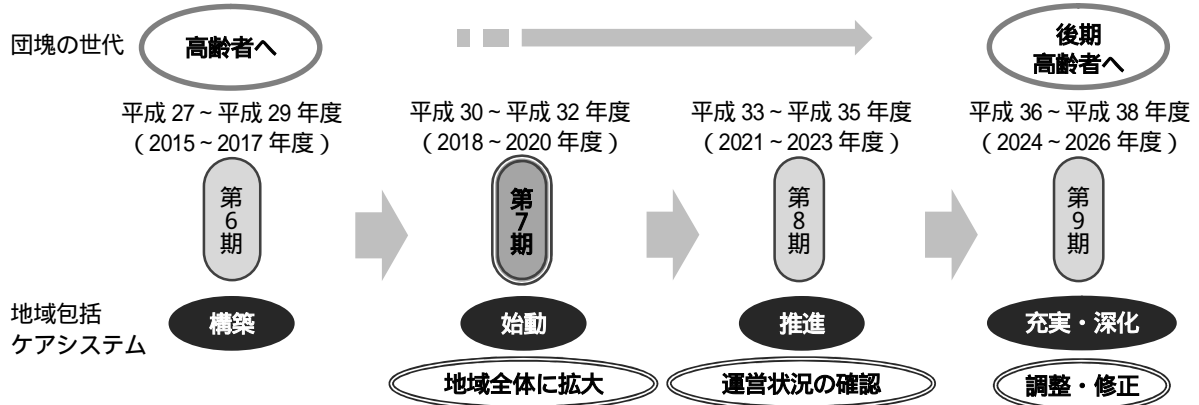 団塊の世代
高齢者へ
後期
高齢者へ
平成 27～平成 29 年度
（2015～2017 年度）
平成 30～平成 32 年度
（2018～2020 年度）
平成 33～平成 35 年度
（2021～2023 年度）
平成 36～平成 38 年度
（2024～2026 年度）
第6期
第7期
第8期
第9期
地域包括
ケアシステム
構築
始動
推進
充実・深化
地域全体に拡大
運営状況の確認
調整・修正